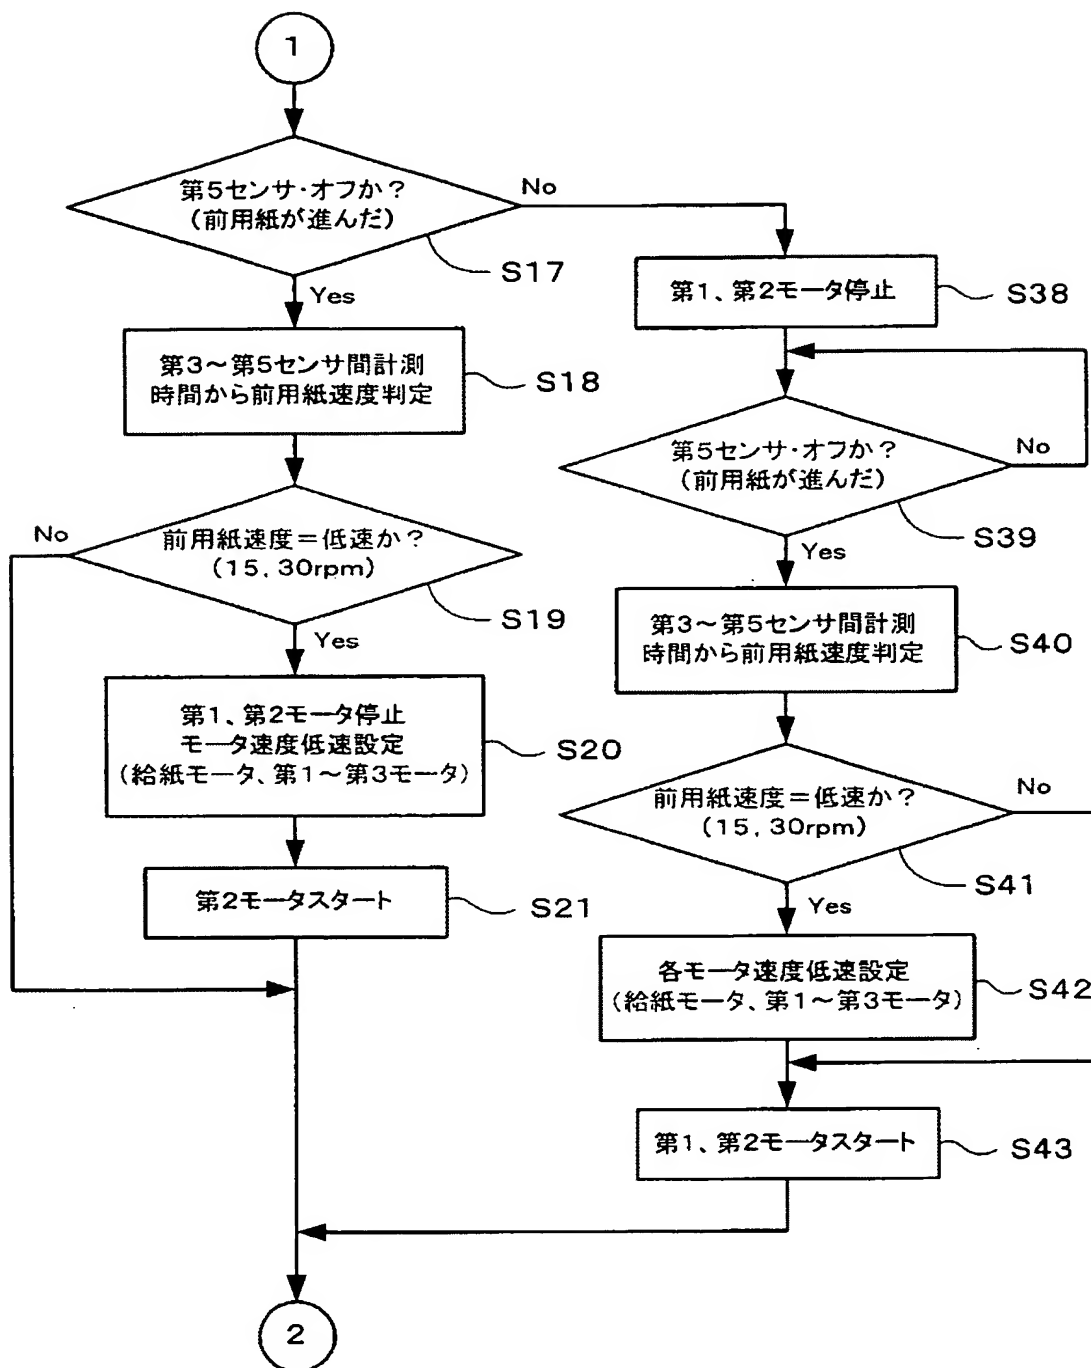 1
第5センサ・オフか?
(前用紙が進んだ)
No
S17
Yes
第3~第5センサ間計測
時間から前用紙速度判定
S18
前用紙速度=低速か?
(15, 30rpm)
No
S19
Yes
第1、第2モータ停止
モータ速度低速設定
(給紙モータ、第1~第3モータ)
S20
第2モータスタート
S21
第1、第2モータ停止
S38
第5センサ・オフか?
(前用紙が進んだ)
No
S39
Yes
第3~第5センサ間計測
時間から前用紙速度判定
S40
前用紙速度=低速か?
(15, 30rpm)
No
S41
Yes
各モータ速度低速設定
(給紙モータ、第1~第3モータ)
S42
第1、第2モータスタート
S43
2